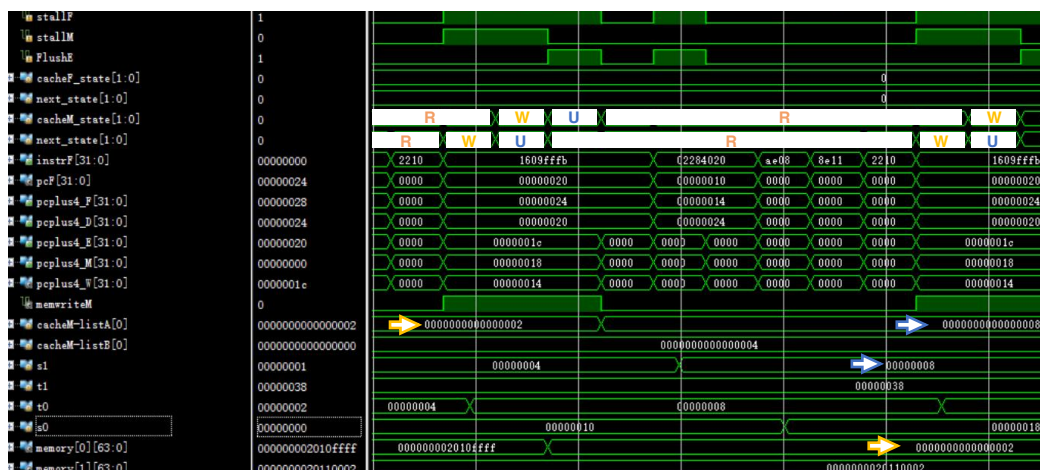 stallF 1
stallM 0
FlushE 1
cacheF_state[1:0] 0 0
next_state[1:0] 0 0
cacheM_state[1:0] 0 R W U R W
next_state[1:0] 0 R W U R W U
instrF[31:0] 00000000 2210 1609fffb 02284020 ae08 8e11 2210 1609fffb
pcF[31:0] 00000024 0000 00000020 00000010 0000 0000 0000 00000020
pcplus4_F[31:0] 00000028 0000 00000024 00000014 0000 0000 0000 00000024
pcplus4_D[31:0] 00000024 0000 00000020 00000024 0000 0000 0000 00000020
pcplus4_E[31:0] 00000020 0000 0000001c 0000 0000 0000 0000 0000 0000 0000001c
pcplus4_M[31:0] 00000000 0000 00000018 0000 0000 0000 0000 0000 0000 00000018
pcplus4_W[31:0] 0000001c 0000 00000014 0000 0000 0000 0000 0000 0000 00000014
memwriteM 0
cacheM-listA[0] 0000000000000002 0000000000000002 0000000000000008
cacheM-listB[0] 0000000000000000 0000000000000004
s1 00000001 00000004 00000008
t1 00000038 00000038
t0 00000002 00000004 00000008
s0 00000000 00000010 00000018
memory[0][63:0] 000000002010ffff 000000002010ffff 0000000000000002
memory[1][63:0] 0000000020110002 0000000020110002